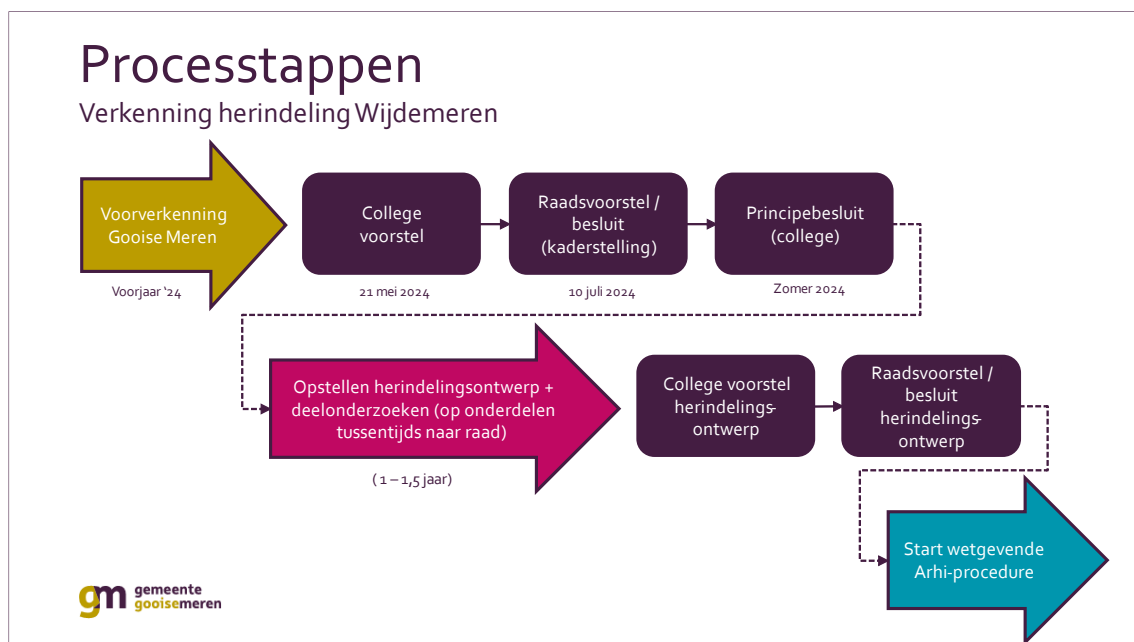 Processtappen
Verkenning herindeling Wijdemeren
Voorverkenning
Gooise Meren
College
voorstel
Raadsvoorstel /
besluit
(kaderstelling)
Principebesluit
(college)
Voorjaar ‘24
21 mei 2024
10 juli 2024
Zomer 2024
Opstellen herindelingsontwerp +
deelonderzoeken (op onderdelen
tussentijds naar raad)
(1 – 1,5 jaar)
College voorstel
herindelings-
ontwerp
Raadsvoorstel /
besluit
herindelings-
ontwerp
Start wetgevende
Arhi-procedure
gm gemeente
gooisemeren